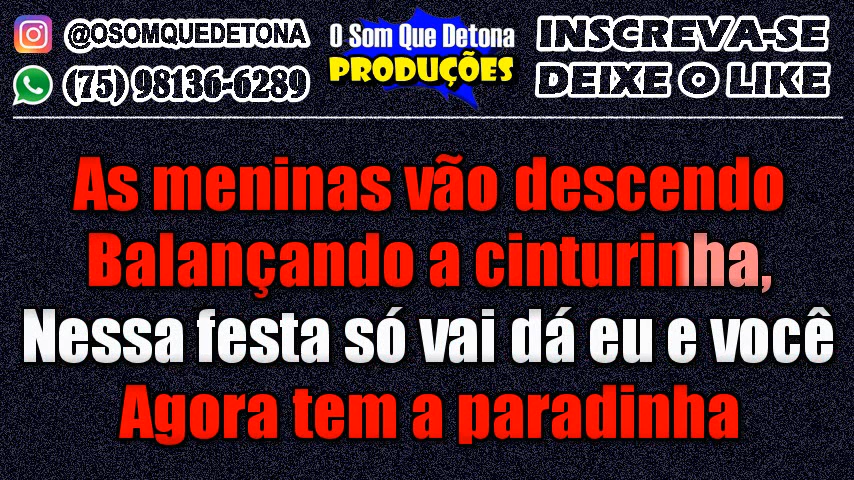 @OSOMQUEDETONA
(75) 98136-6289
O Som Que Detona
PRODUÇÕES
INSCREVA-SE
DEIXE O LIKE
As meninas vão descendo
Balançando a cinturinha,
Nessa festa só vai dá eu e você
Agora tem a paradinha